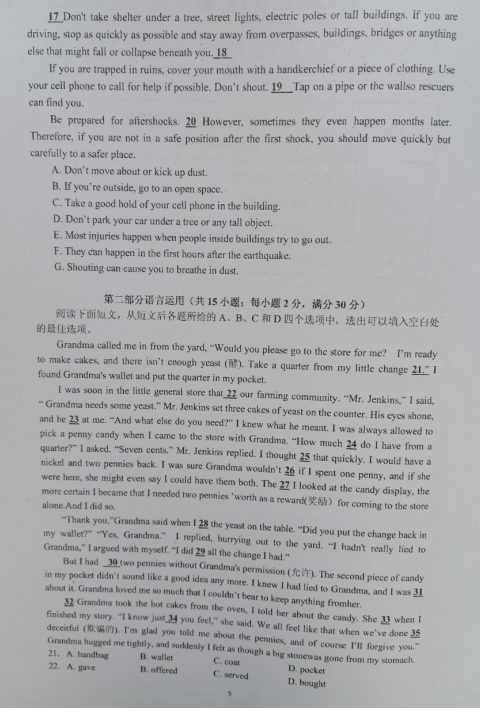 17 Don't take shelter under a tree, street lights, electric poles or tall buildings. If you are
driving, stop as quickly as possible and stay away from overpasses, buildings, bridges or anything
else that might fall or collapse beneath you. 18
If you are trapped in ruins, cover your mouth with a handkerchief or a piece of clothing. Use
your cell phone to call for help if possible. Don't shout. 19 Tap on a pipe or the wallso rescuers
can find you.
Be prepared for aftershocks. 20 However, sometimes they even happen months later.
Therefore, if you are not in a safe position after the first shock, you should move quickly but
carefully to a safer place.
A. Don't move about or kick up dust.
B. If you're outside, go to an open space.
C. Take a good hold of your cell phone in the building.
D. Don't park your car under a tree or any tall object.
E. Most injuries happen when people inside buildings try to go out.
F. They can happen in the first hours after the earthquake.
G. Shouting can cause you to breathe in dust.
第二部分语言运用（共 15 小题；每小题 2 分，满分 30 分）
阅读下面短文，从短文后各题所给的 A、B、C 和 D 四个选项中，选出可以填入空白处
的最佳选项。
Grandma called me in from the yard, “Would you please go to the store for me? I'm ready
to make cakes, and there isn't enough yeast (酵). Take a quarter from my little change 21.” I
found Grandma's wallet and put the quarter in my pocket.
I was soon in the little general store that 22 our farming community. “Mr. Jenkins,” I said,
“ Grandma needs some yeast.” Mr. Jenkins set three cakes of yeast on the counter. His eyes shone,
and he 23 at me. “And what else do you need?” I knew what he meant. I was always allowed to
pick a penny candy when I came to the store with Grandma. “How much 24 do I have from a
quarter?” I asked. “Seven cents.” Mr. Jenkins replied. I thought 25 that quickly. I would have a
nickel and two pennies back. I was sure Grandma wouldn't 26 if I spent one penny, and if she
were here, she might even say I could have them both. The 27 I looked at the candy display, the
more certain I became that I needed two pennies 'worth as a reward(奖励) for coming to the store
alone.And I did so.
“Thank you,”Grandma said when I 28 the yeast on the table. “Did you put the change back in
my wallet?” “Yes, Grandma.” I replied, hurrying out to the yard. “I hadn't really lied to
Grandma,” I argued with myself. “I did 29 all the change I had.”
But I had 30 two pennies without Grandma's permission (允许). The second piece of candy
in my pocket didn't sound like a good idea any more. I knew I had lied to Grandma, and I was 31
about it. Grandma loved me so much that I couldn't bear to keep anything fromher.
32 Grandma took the hot cakes from the oven, I told her about the candy. She 33 when I
finished my story. “I know just 34 you feel,” she said. We all feel like that when we've done 35
deceitful (欺骗的). I'm glad you told me about the pennies, and of course I'll forgive you.”
Grandma hugged me tightly, and suddenly I felt as though a big stonewas gone from my stomach.
21. A. handbag B. wallet C. coat D. pocket
22. A. gave B. offered C. served D. bought
5